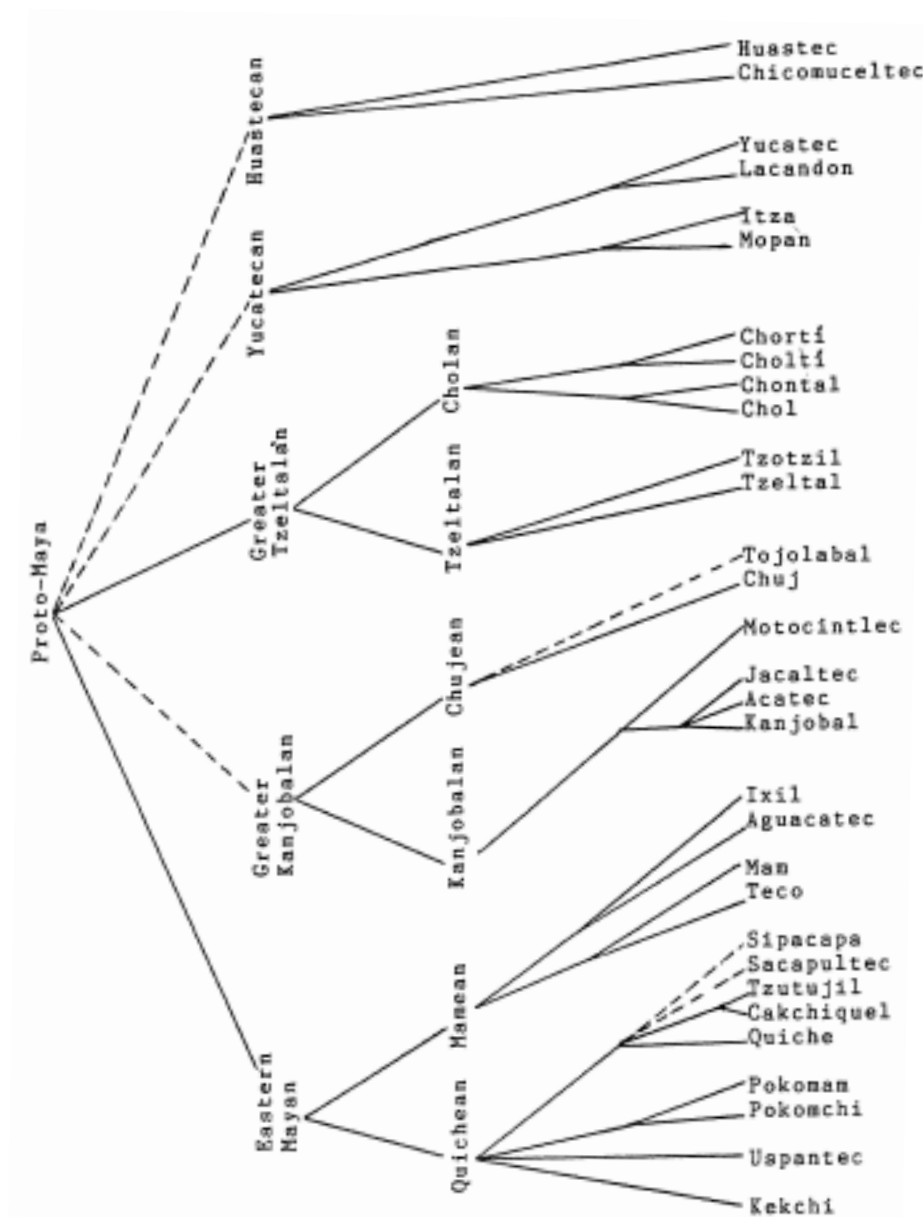 Proto-Maya
Huastecan
Yucatecan
Greater
Tzeltalan
Greater
Kanjobalan
Eastern
Mayan
Cholan
Tzeltalan
Chujean
Kanjobalan
Mamean
Quichean
Huastec
Chicomuceltec
Yucatec
Lacandon
Itza
Mopan
Chortí
Choltí
Chontal
Chol
Tzotzil
Tzeltal
Tojolabal
Chuj
Motocintlec
Jacaltec
Acatec
Kanjobal
Ixil
Aguacatec
Mam
Teco
Sipacapa
Sacapultec
Tzutujil
Cakchiquel
Quiche
Pokomam
Pokomchi
Uspantec
Kekchi